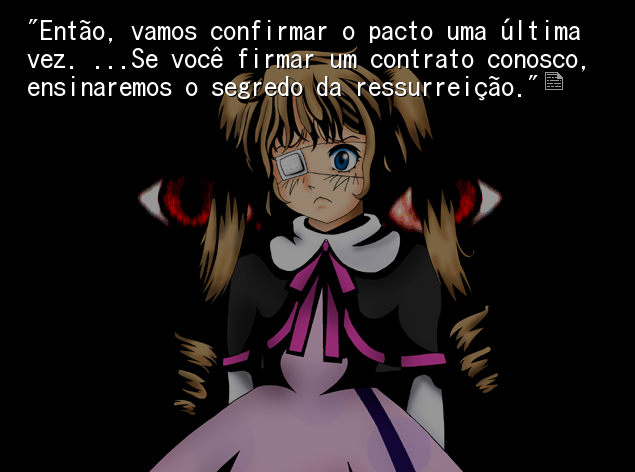 "Então, vamos confirmar o pacto uma última
vez. ...Se você firmar um contrato conosco,
ensinaremos o segredo da ressurreição."